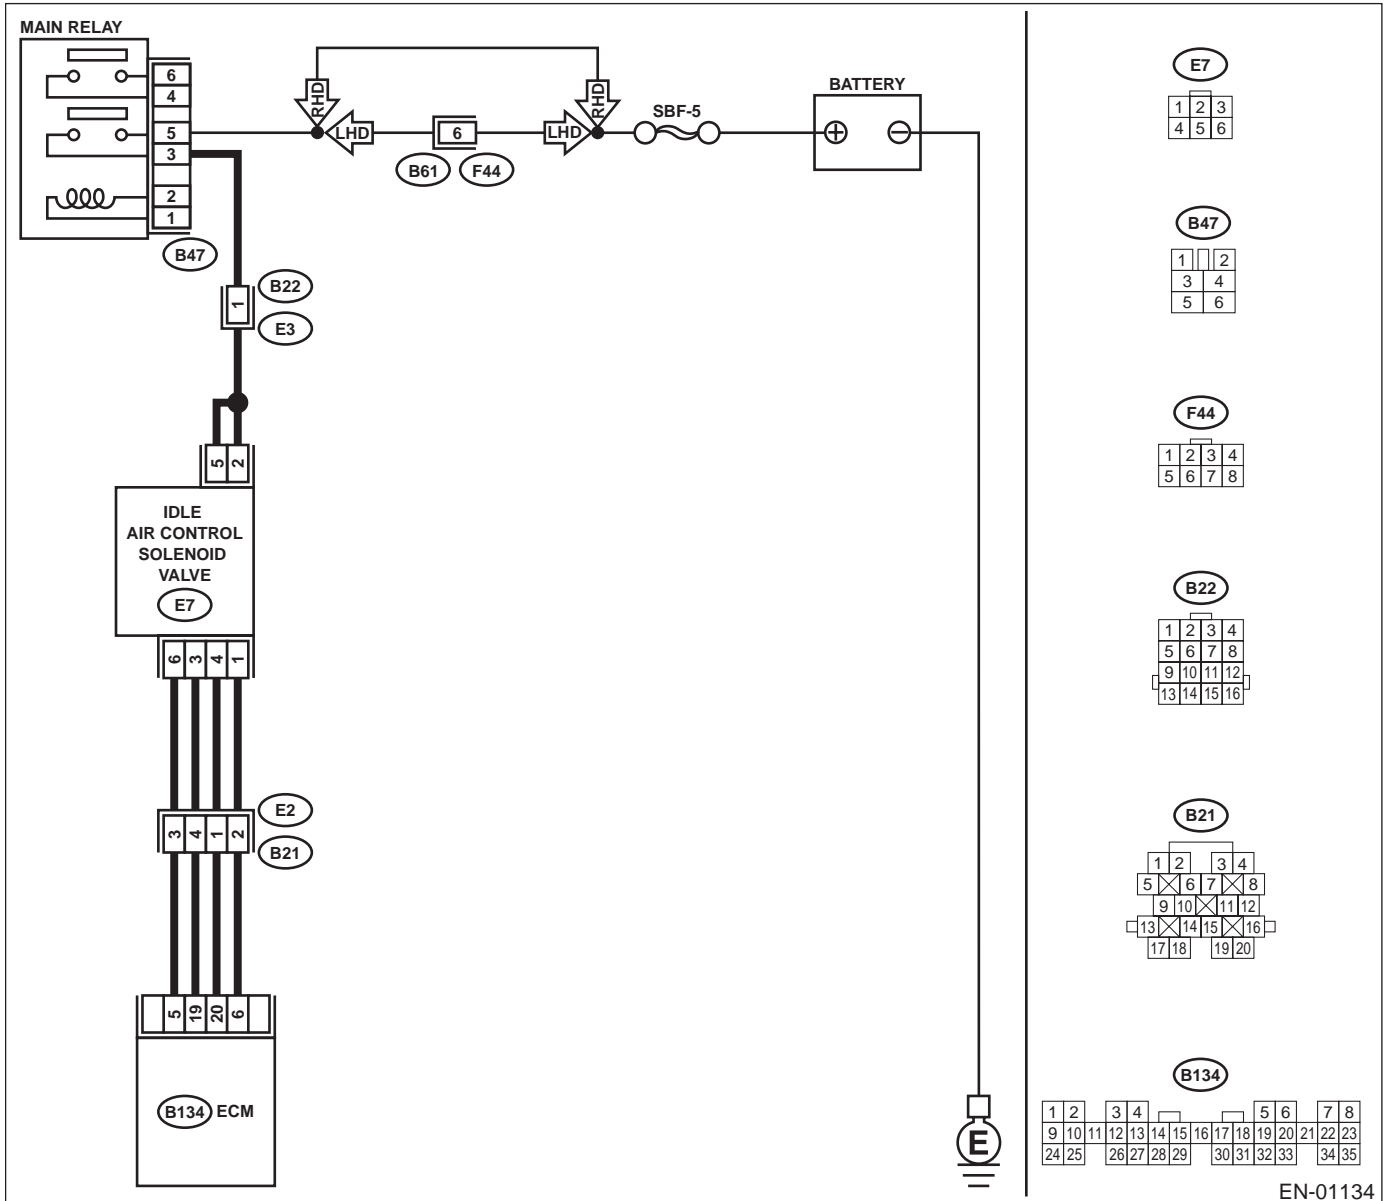 MAIN RELAY
6
4
5
3
2
1
B47
RHD
LHD
6
B61
F44
LHD
RHD
SBF-5
BATTERY
+
−
1
B22
E3
5 2
IDLE
AIR CONTROL
SOLENOID
VALVE
E7
6 3 4 1
E2
3 4 1 2
B21
5 19 20 6
B134 ECM
E
E7
1 2 3
4 5 6
B47
1 2
3 4
5 6
F44
1 2 3 4
5 6 7 8
B22
1 2 3 4
5 6 7 8
9 10 11 12
13 14 15 16
B21
1 2 3 4
5 6 7 8
9 10 11 12
13 14 15 16
17 18 19 20
B134
1 2 3 4 5 6 7 8
9 10 11 12 13 14 15 16 17 18 19 20 21 22 23
24 25 26 27 28 29 30 31 32 33 34 35
EN-01134